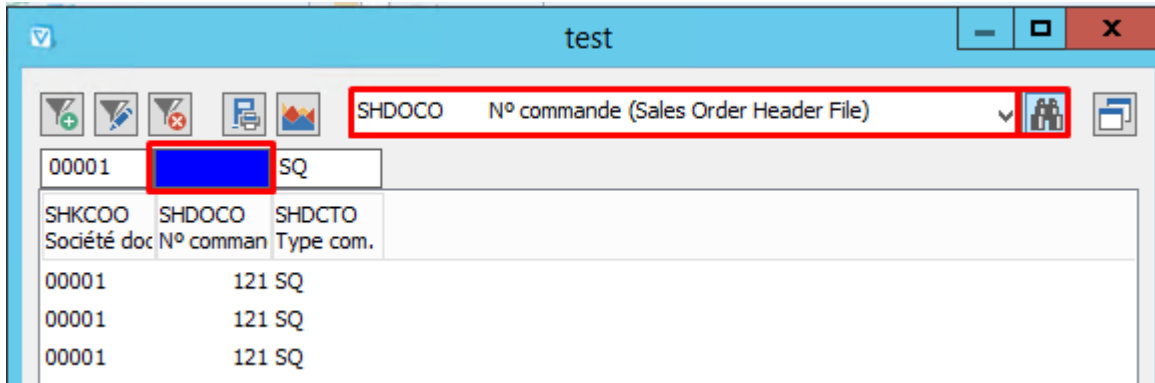 test
SHDOCO Nº commande (Sales Order Header File)
00001 SQ
SHKCOO SHDOCO SHDCTO
Société doc Nº comman Type com.
00001 121 SQ
00001 121 SQ
00001 121 SQ